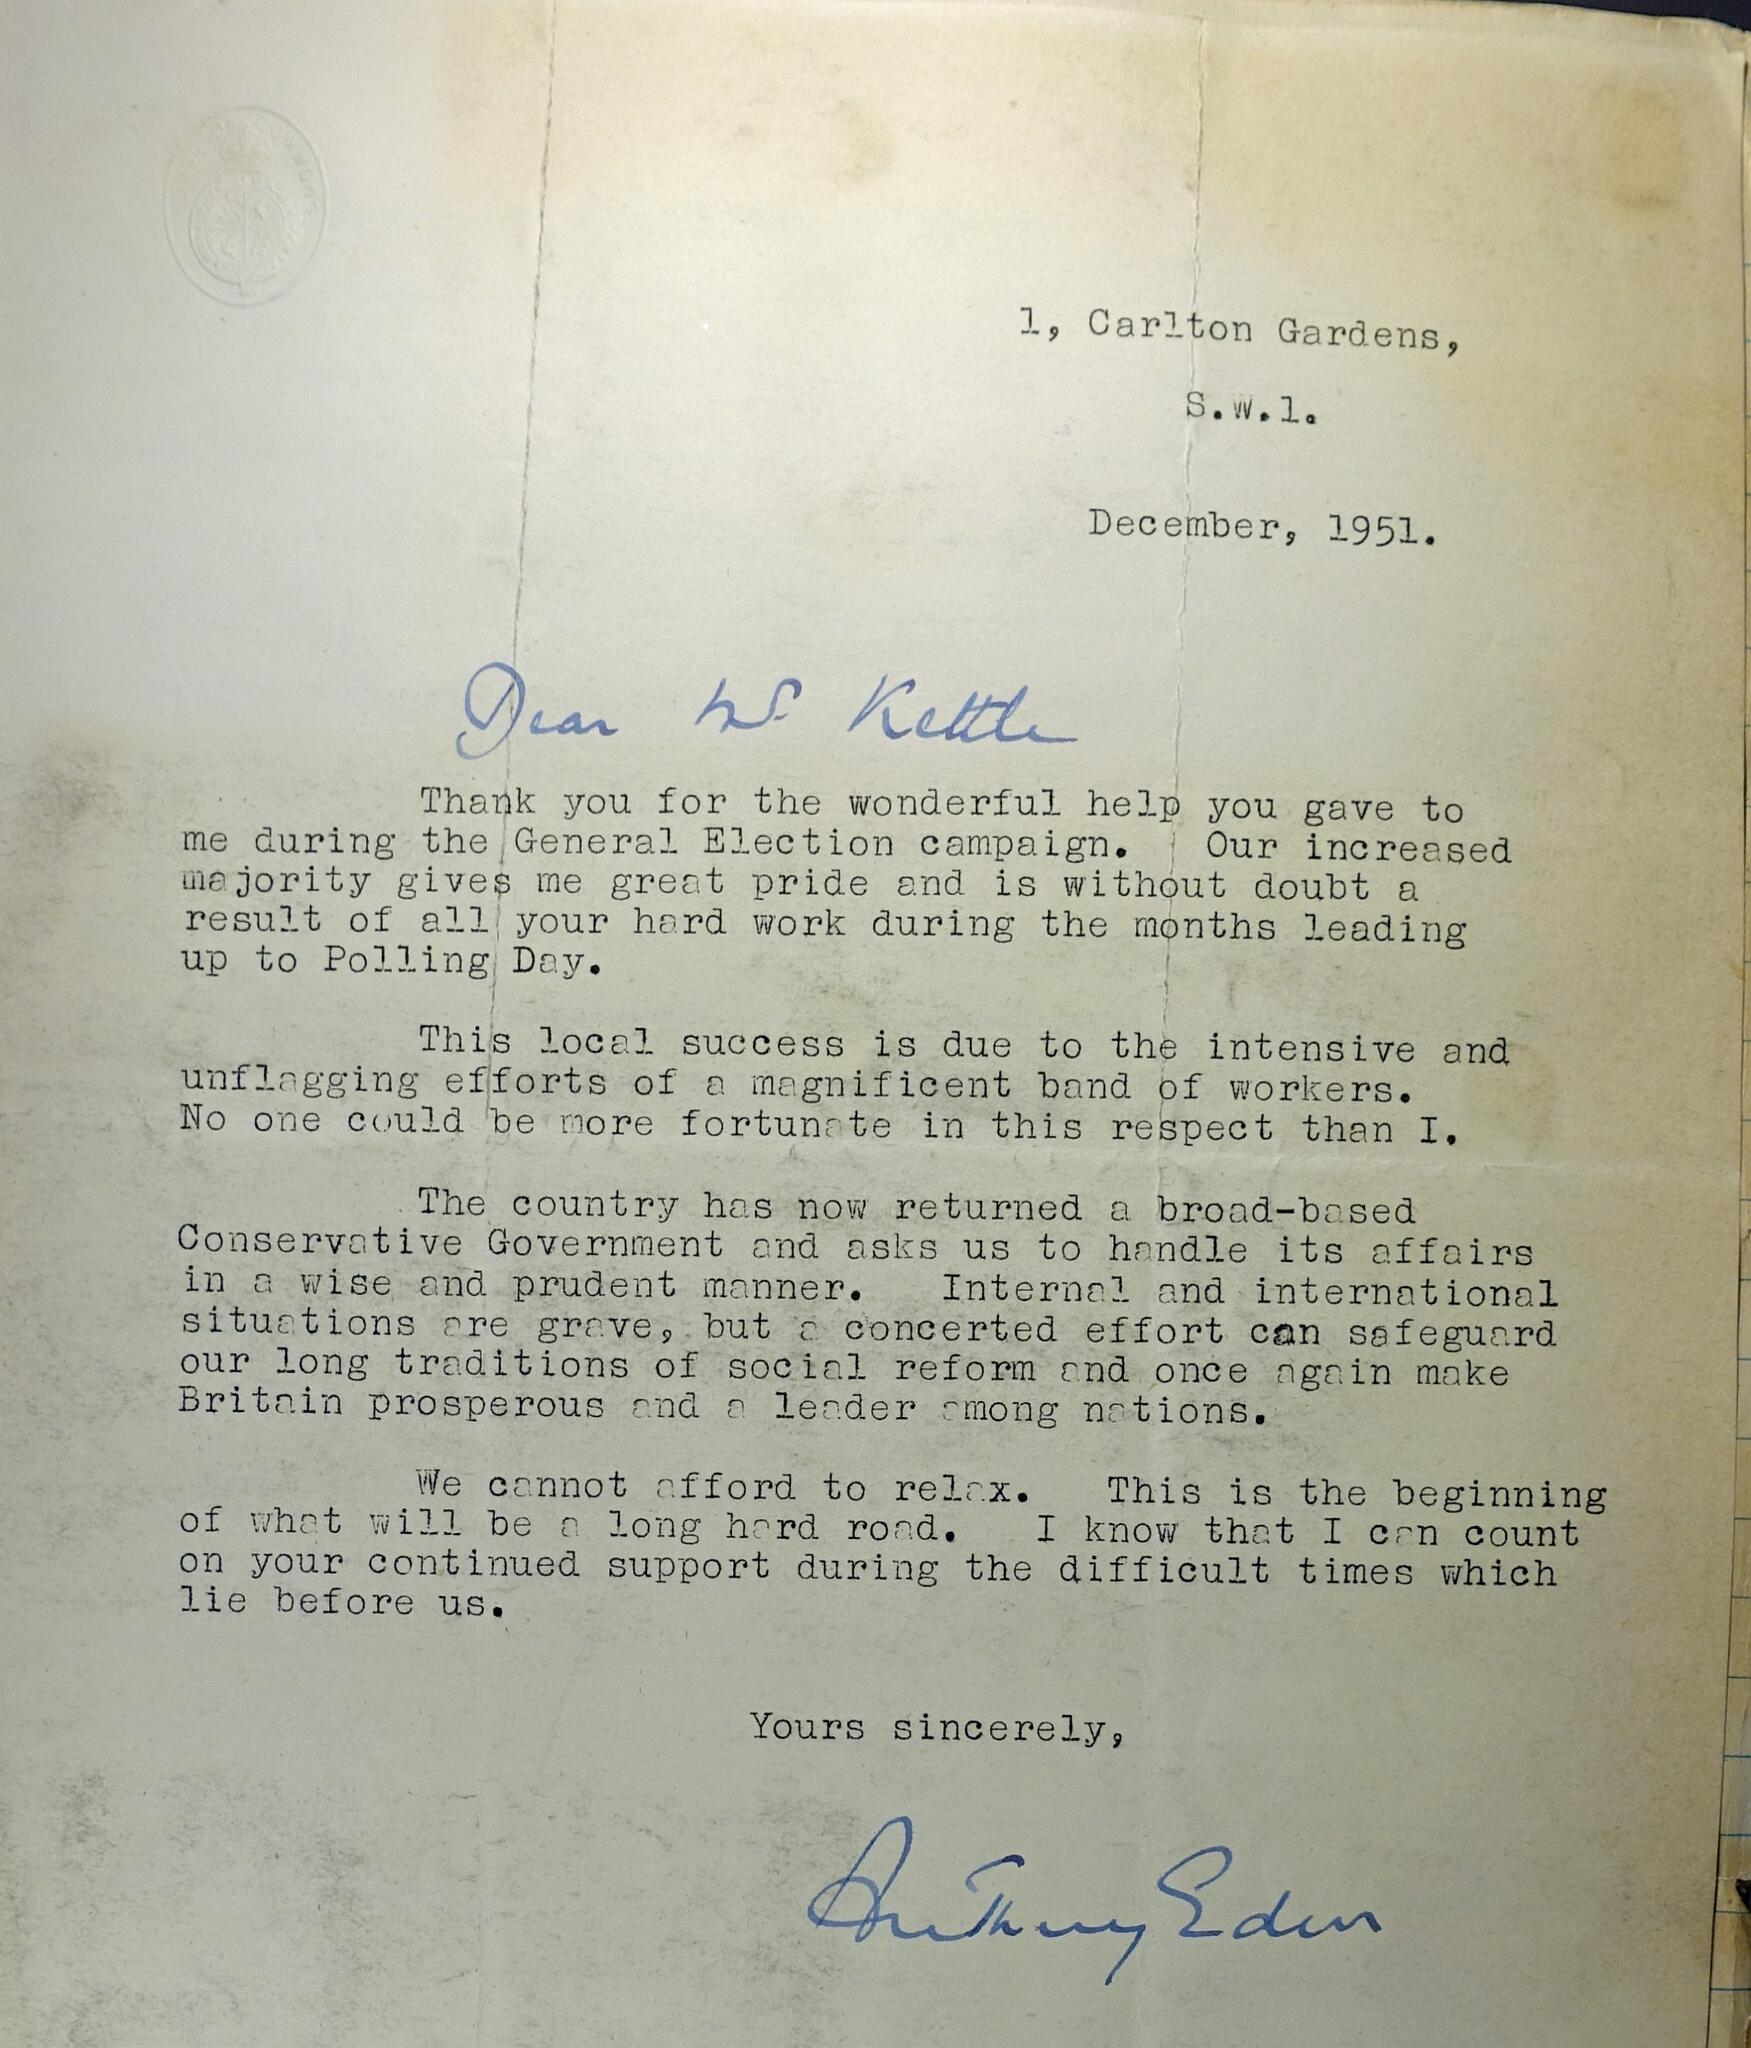 1, Carlton Gardens,
S.W.1.
December, 1951.
Dear Mr Kettle
Thank you for the wonderful help you gave to
me during the General Election campaign. Our increased
majority gives me great pride and is without doubt a
result of all your hard work during the months leading
up to Polling Day.
This local success is due to the intensive and
unflagging efforts of a magnificent band of workers.
No one could be more fortunate in this respect than I.
The country has now returned a broad-based
Conservative Government and asks us to handle its affairs
in a wise and prudent manner. Internal and international
situations are grave, but a concerted effort can safeguard
our long traditions of social reform and once again make
Britain prosperous and a leader among nations.
We cannot afford to relax. This is the beginning
of what will be a long hard road. I know that I can count
on your continued support during the difficult times which
lie before us.
Yours sincerely,
Anthony Eden